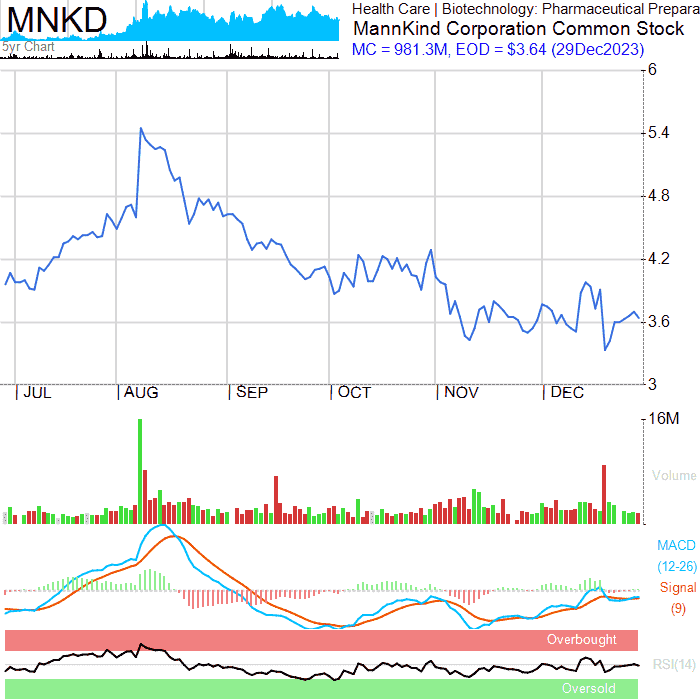 MNKD
5yr Chart
Health Care | Biotechnology: Pharmaceutical Prepara
MannKind Corporation Common Stock
MC = 981.3M, EOD = $3.64 (29Dec2023)
6
5.4
4.8
4.2
3.6
3
| JUL | AUG | SEP | OCT | NOV | DEC
16M
Volume
MACD
(12-26)
Signal
(9)
Overbought
RSI(14)
Oversold